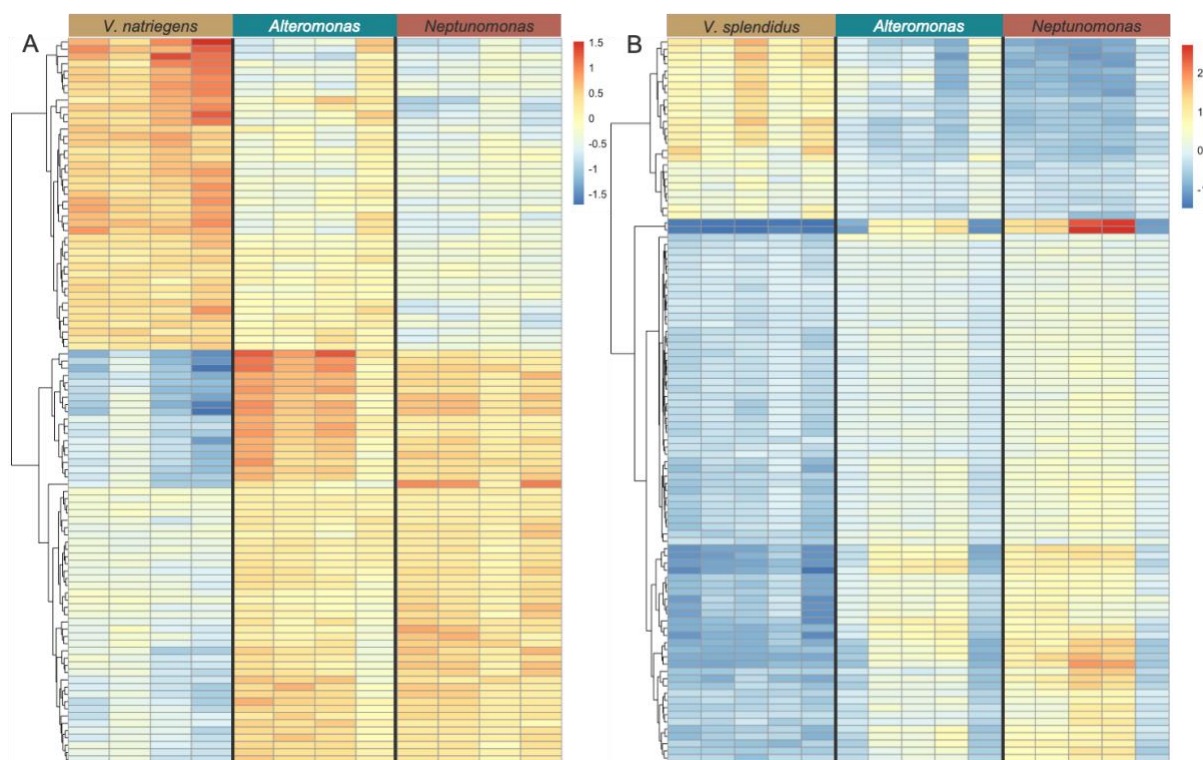 A
V. natriegens
Alteromonas
Neptunomonas
1.5
1
0.5
0
-0.5
-1
-1.5
B
V. splendidus
Alteromonas
Neptunomonas
2
1
0
-1